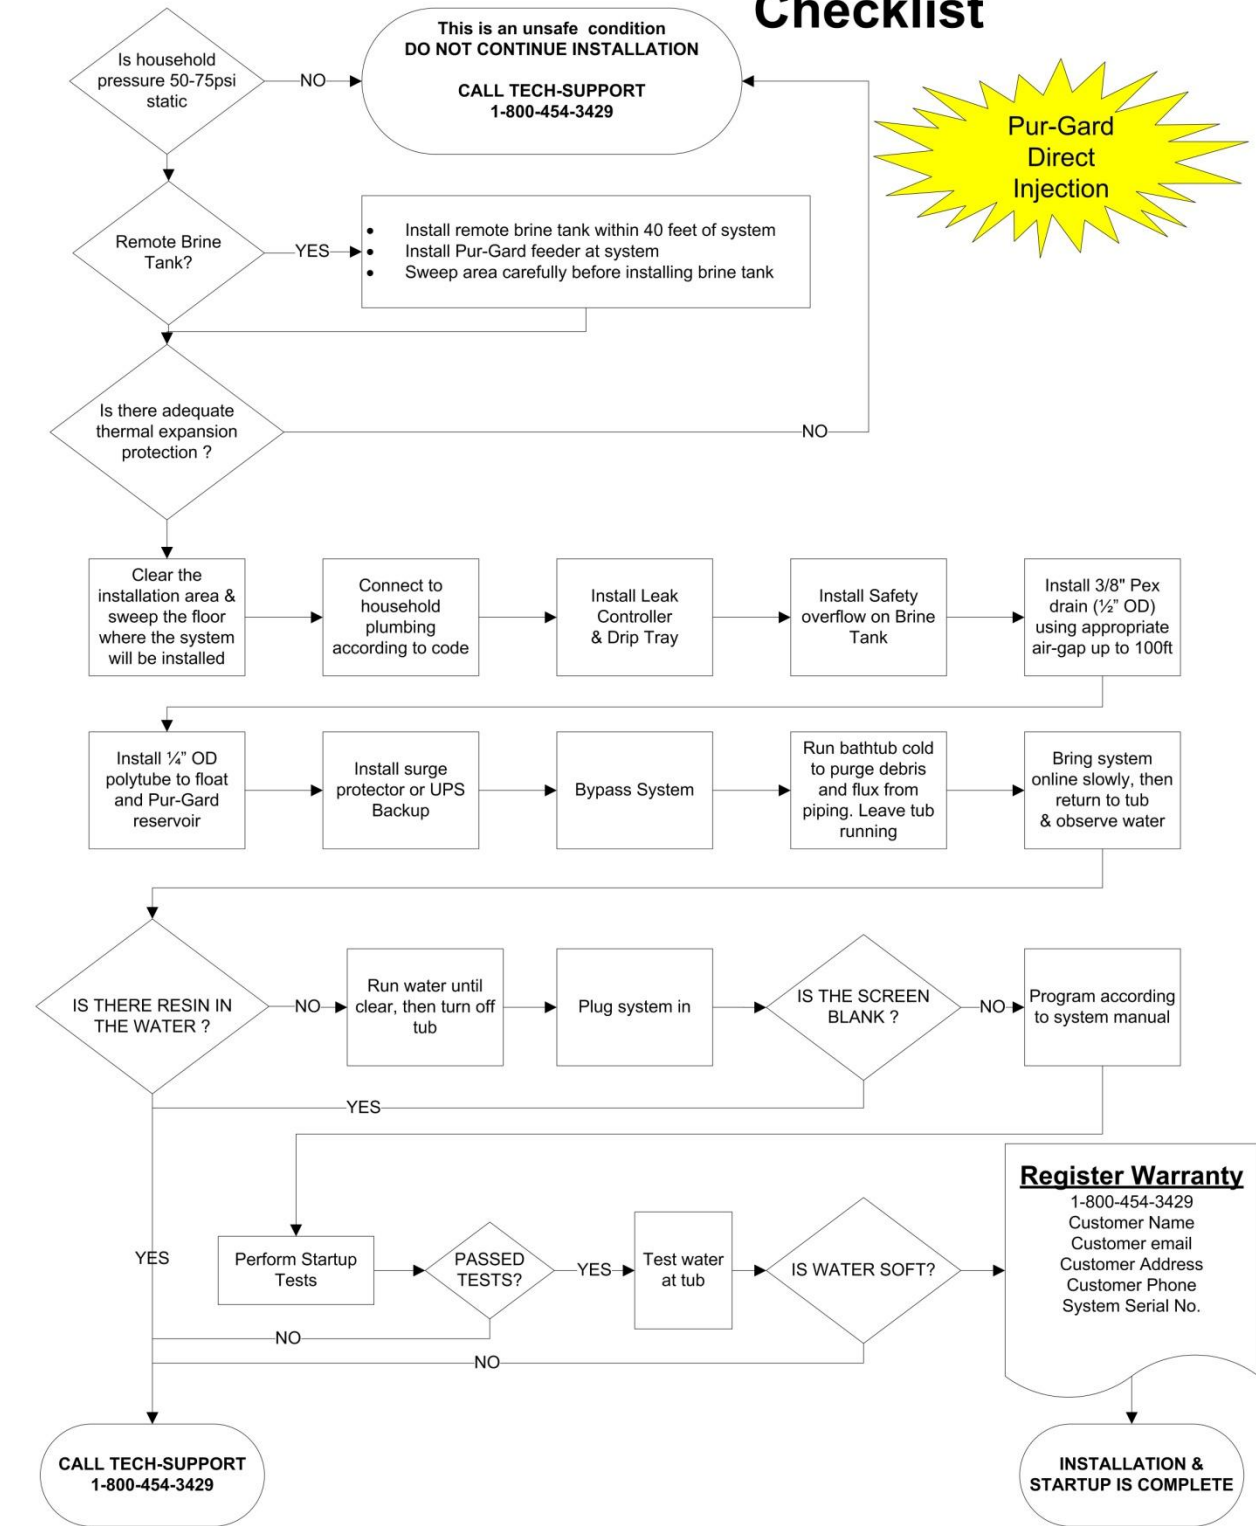 Checklist
This is an unsafe condition
DO NOT CONTINUE INSTALLATION
CALL TECH-SUPPORT
1-800-454-3429
Is household
pressure 50-75psi
static
NO
Pur-Gard
Direct
Injection
Remote Brine
Tank?
YES
• Install remote brine tank within 40 feet of system
• Install Pur-Gard feeder at system
• Sweep area carefully before installing brine tank
Is there adequate
thermal expansion
protection ?
NO
Clear the
installation area &
sweep the floor
where the system
will be installed
Connect to
household
plumbing
according to code
Install Leak
Controller
& Drip Tray
Install Safety
overflow on Brine
Tank
Install 3/8" Pex
drain (½” OD)
using appropriate
air-gap up to 100ft
Install ¼” OD
polytube to float
and Pur-Gard
reservoir
Install surge
protector or UPS
Backup
Bypass System
Run bathtub cold
to purge debris
and flux from
piping. Leave tub
running
Bring system
online slowly, then
return to tub
& observe water
IS THERE RESIN IN
THE WATER ?
NO
Run water until
clear, then turn off
tub
Plug system in
IS THE SCREEN
BLANK ?
NO
Program according
to system manual
YES
YES
Perform Startup
Tests
PASSED
TESTS?
YES
Test water
at tub
IS WATER SOFT?
Register Warranty
1-800-454-3429
Customer Name
Customer email
Customer Address
Customer Phone
System Serial No.
NO
NO
CALL TECH-SUPPORT
1-800-454-3429
INSTALLATION &
STARTUP IS COMPLETE